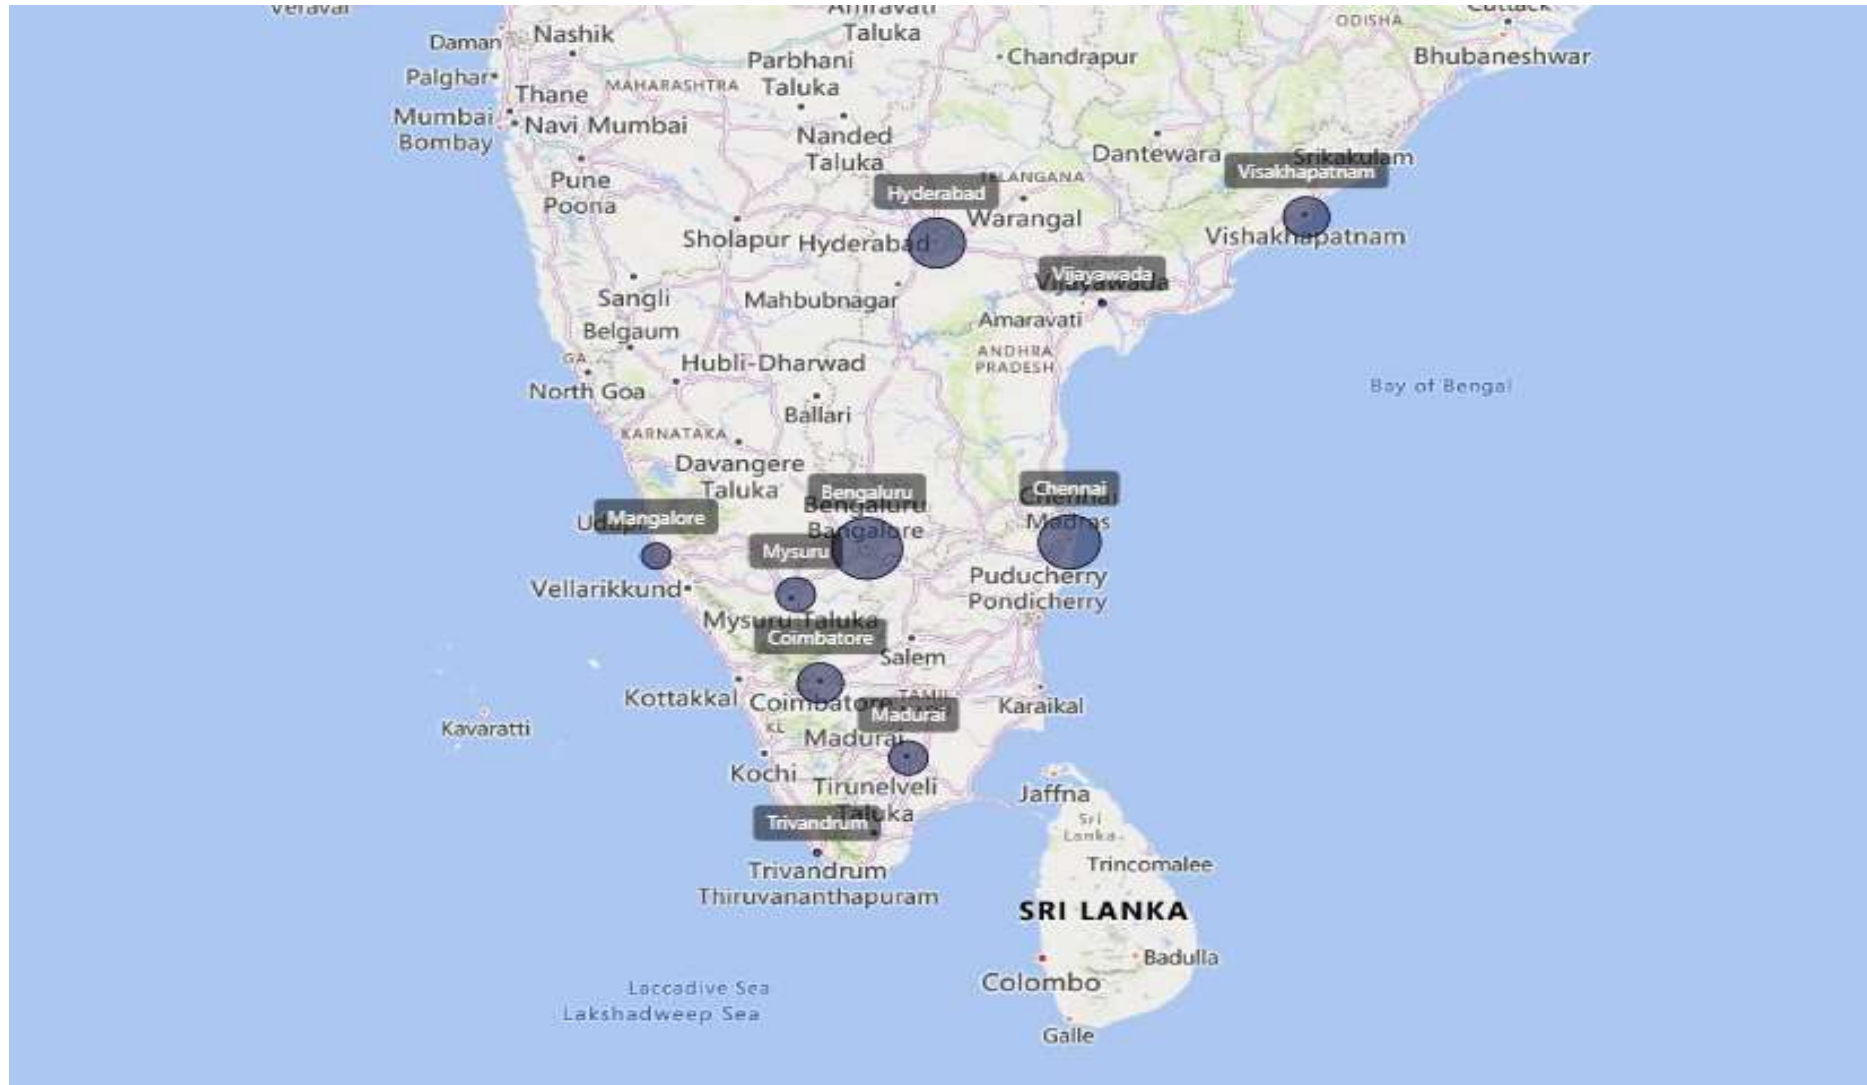 Veraval
Amravati
Taluka
ODISHA
Cuttack
Daman
Nashik
Bhubaneshwar
Palghar
MAHARASHTRA
Parbhani
Taluka
Chandrapur
Thane
Mumbai
Bombay
Navi Mumbai
Nanded
Taluka
Dantewara
Srikakulam
Visakhapatnam
Pune
Poona
Hyderabad
TELANGANA
Warangal
Sholapur
Hyderabad
Vishakhapatnam
Vijayawada
Vijayawada
Sangli
Mahbubnagar
Amaravati
Belgaum
ANDHRA
PRADESH
GA...
Hubli-Dharwad
North Goa
Bay of Bengal
Ballari
KARNATAKA
Davangere
Taluka
Bengaluru
Bengaluru
Bangalore
Chennai
Chennai
Madras
Mangalore
Udupi
Mysuru
Vellarikkund
Puducherry
Pondicherry
Mysuru Taluka
Coimbatore
Salem
Kottakkal
Coimbatore
TAMIL
Karaikal
Madurai
Kavaratti
KL
Madurai
Kochi
Tirunelveli
Taluka
Jaffna
Trivandrum
Sri
Lanka
Trivandrum
Thiruvananthapuram
Trincomalee
SRI LANKA
Badulla
Colombo
Laccadive Sea
Lakshadweep Sea
Galle